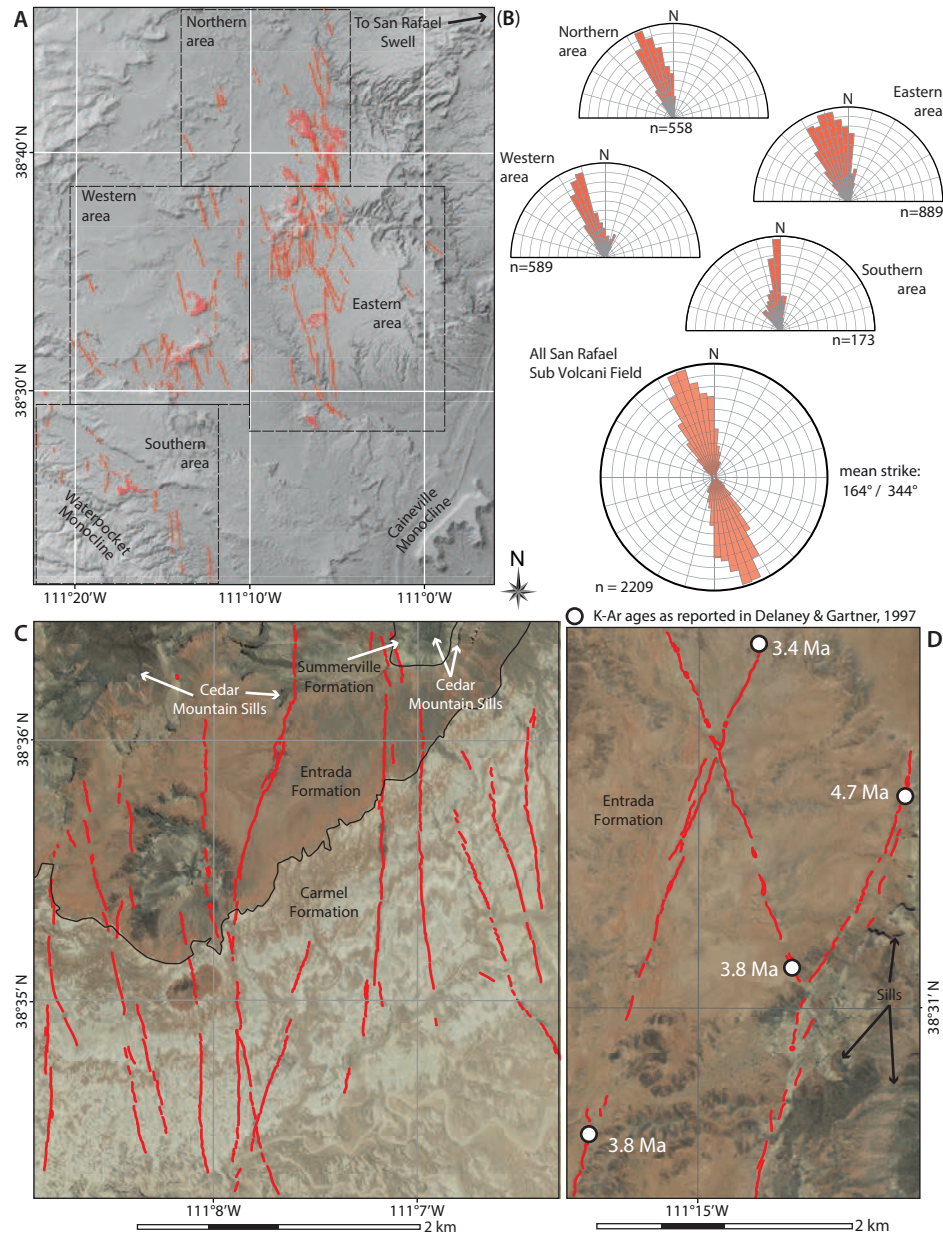 A
Northern
area
To San Rafael
Swell
Western
area
Eastern
area
Southern
area
Waterpocket
Monocline
Caineville
Monocline
38°40' N
38°30' N
111°20'W
111°10'W
111°0'W
N
(B)
Northern
area
N
n=558
Eastern
area
N
n=889
Western
area
N
n=589
N
Southern
area
n=173
All San Rafael
Sub Volcani Field
N
mean strike:
164° / 344°
n = 2209
C
K-Ar ages as reported in Delaney & Gartner, 1997
D
Summerville
Formation
Cedar
Mountain Sills
Cedar
Mountain Sills
Entrada
Formation
Carmel
Formation
38°36' N
38°35' N
111°8'W
111°7'W
2 km
3.4 Ma
4.7 Ma
Entrada
Formation
3.8 Ma
Sills
3.8 Ma
38°31' N
111°15'W
2 km